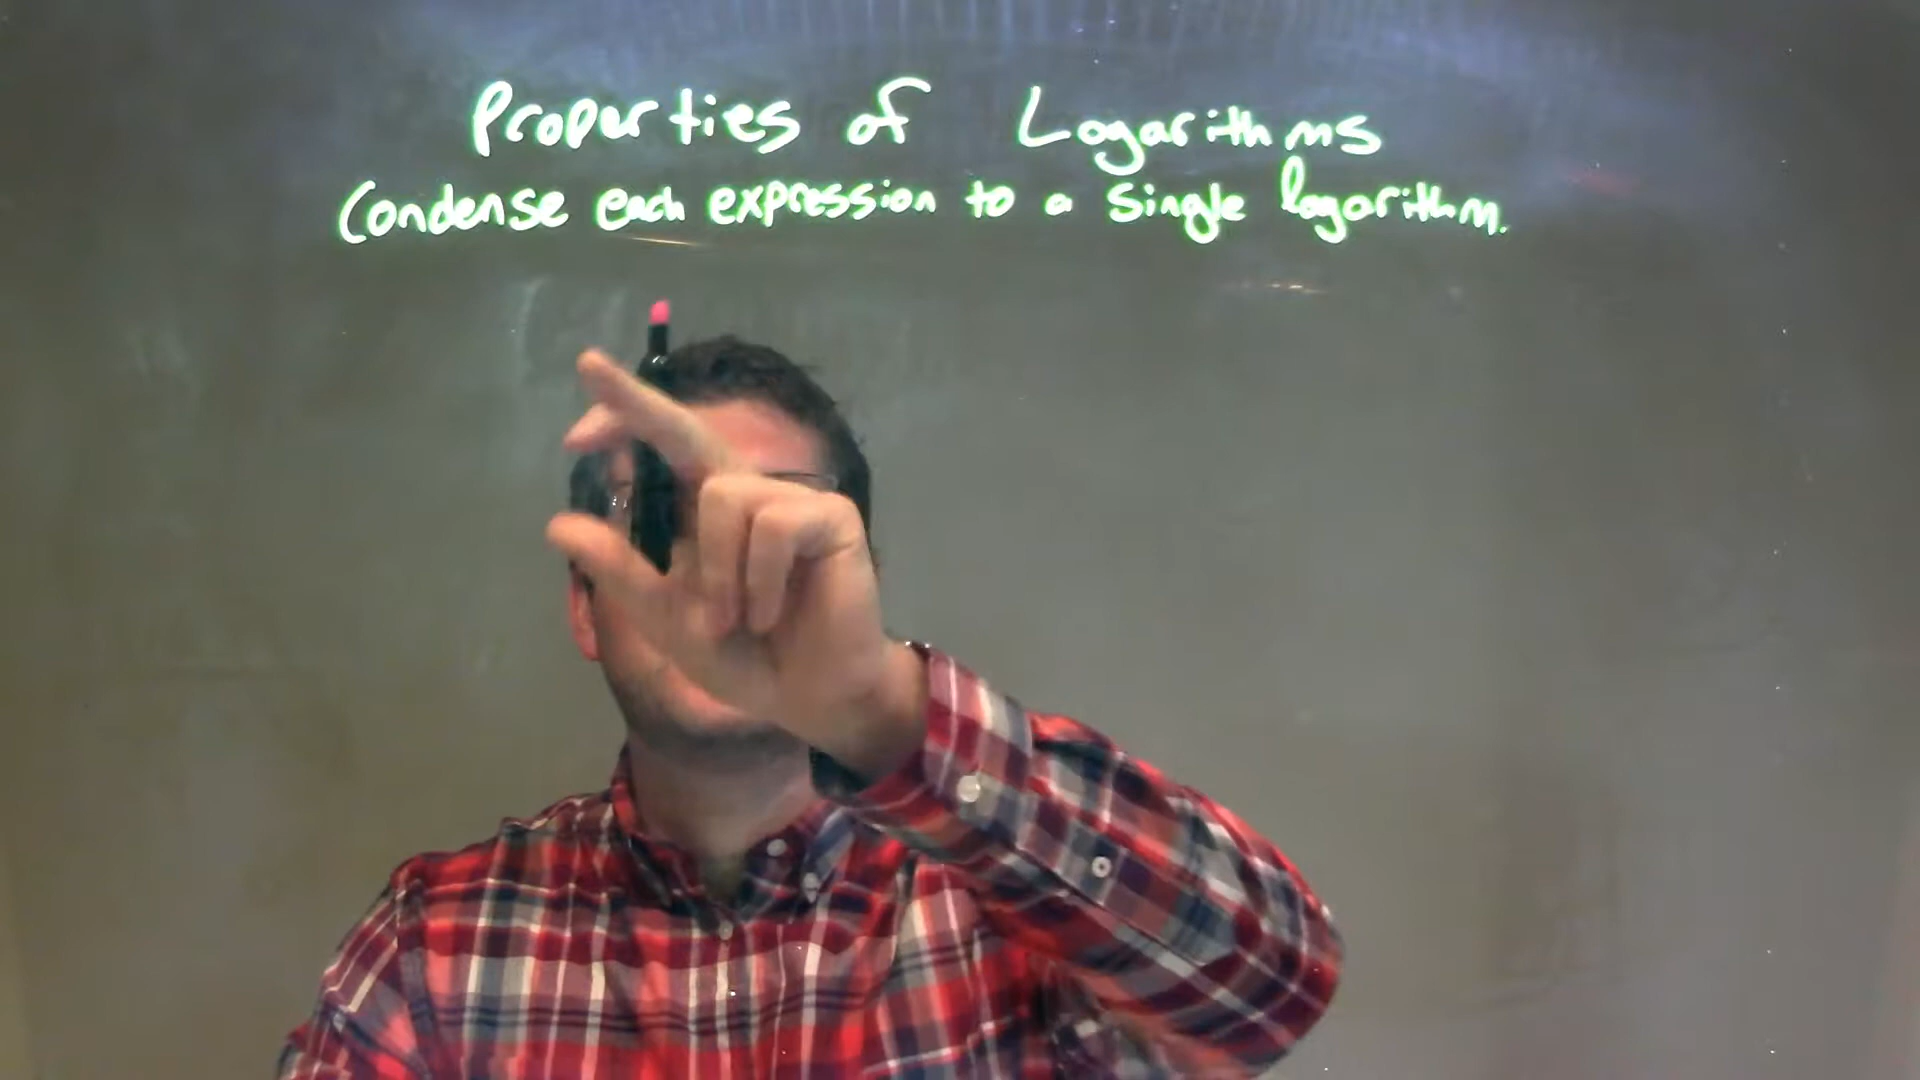 Properties of Logarithms
Condense each expression to a single logarithm.